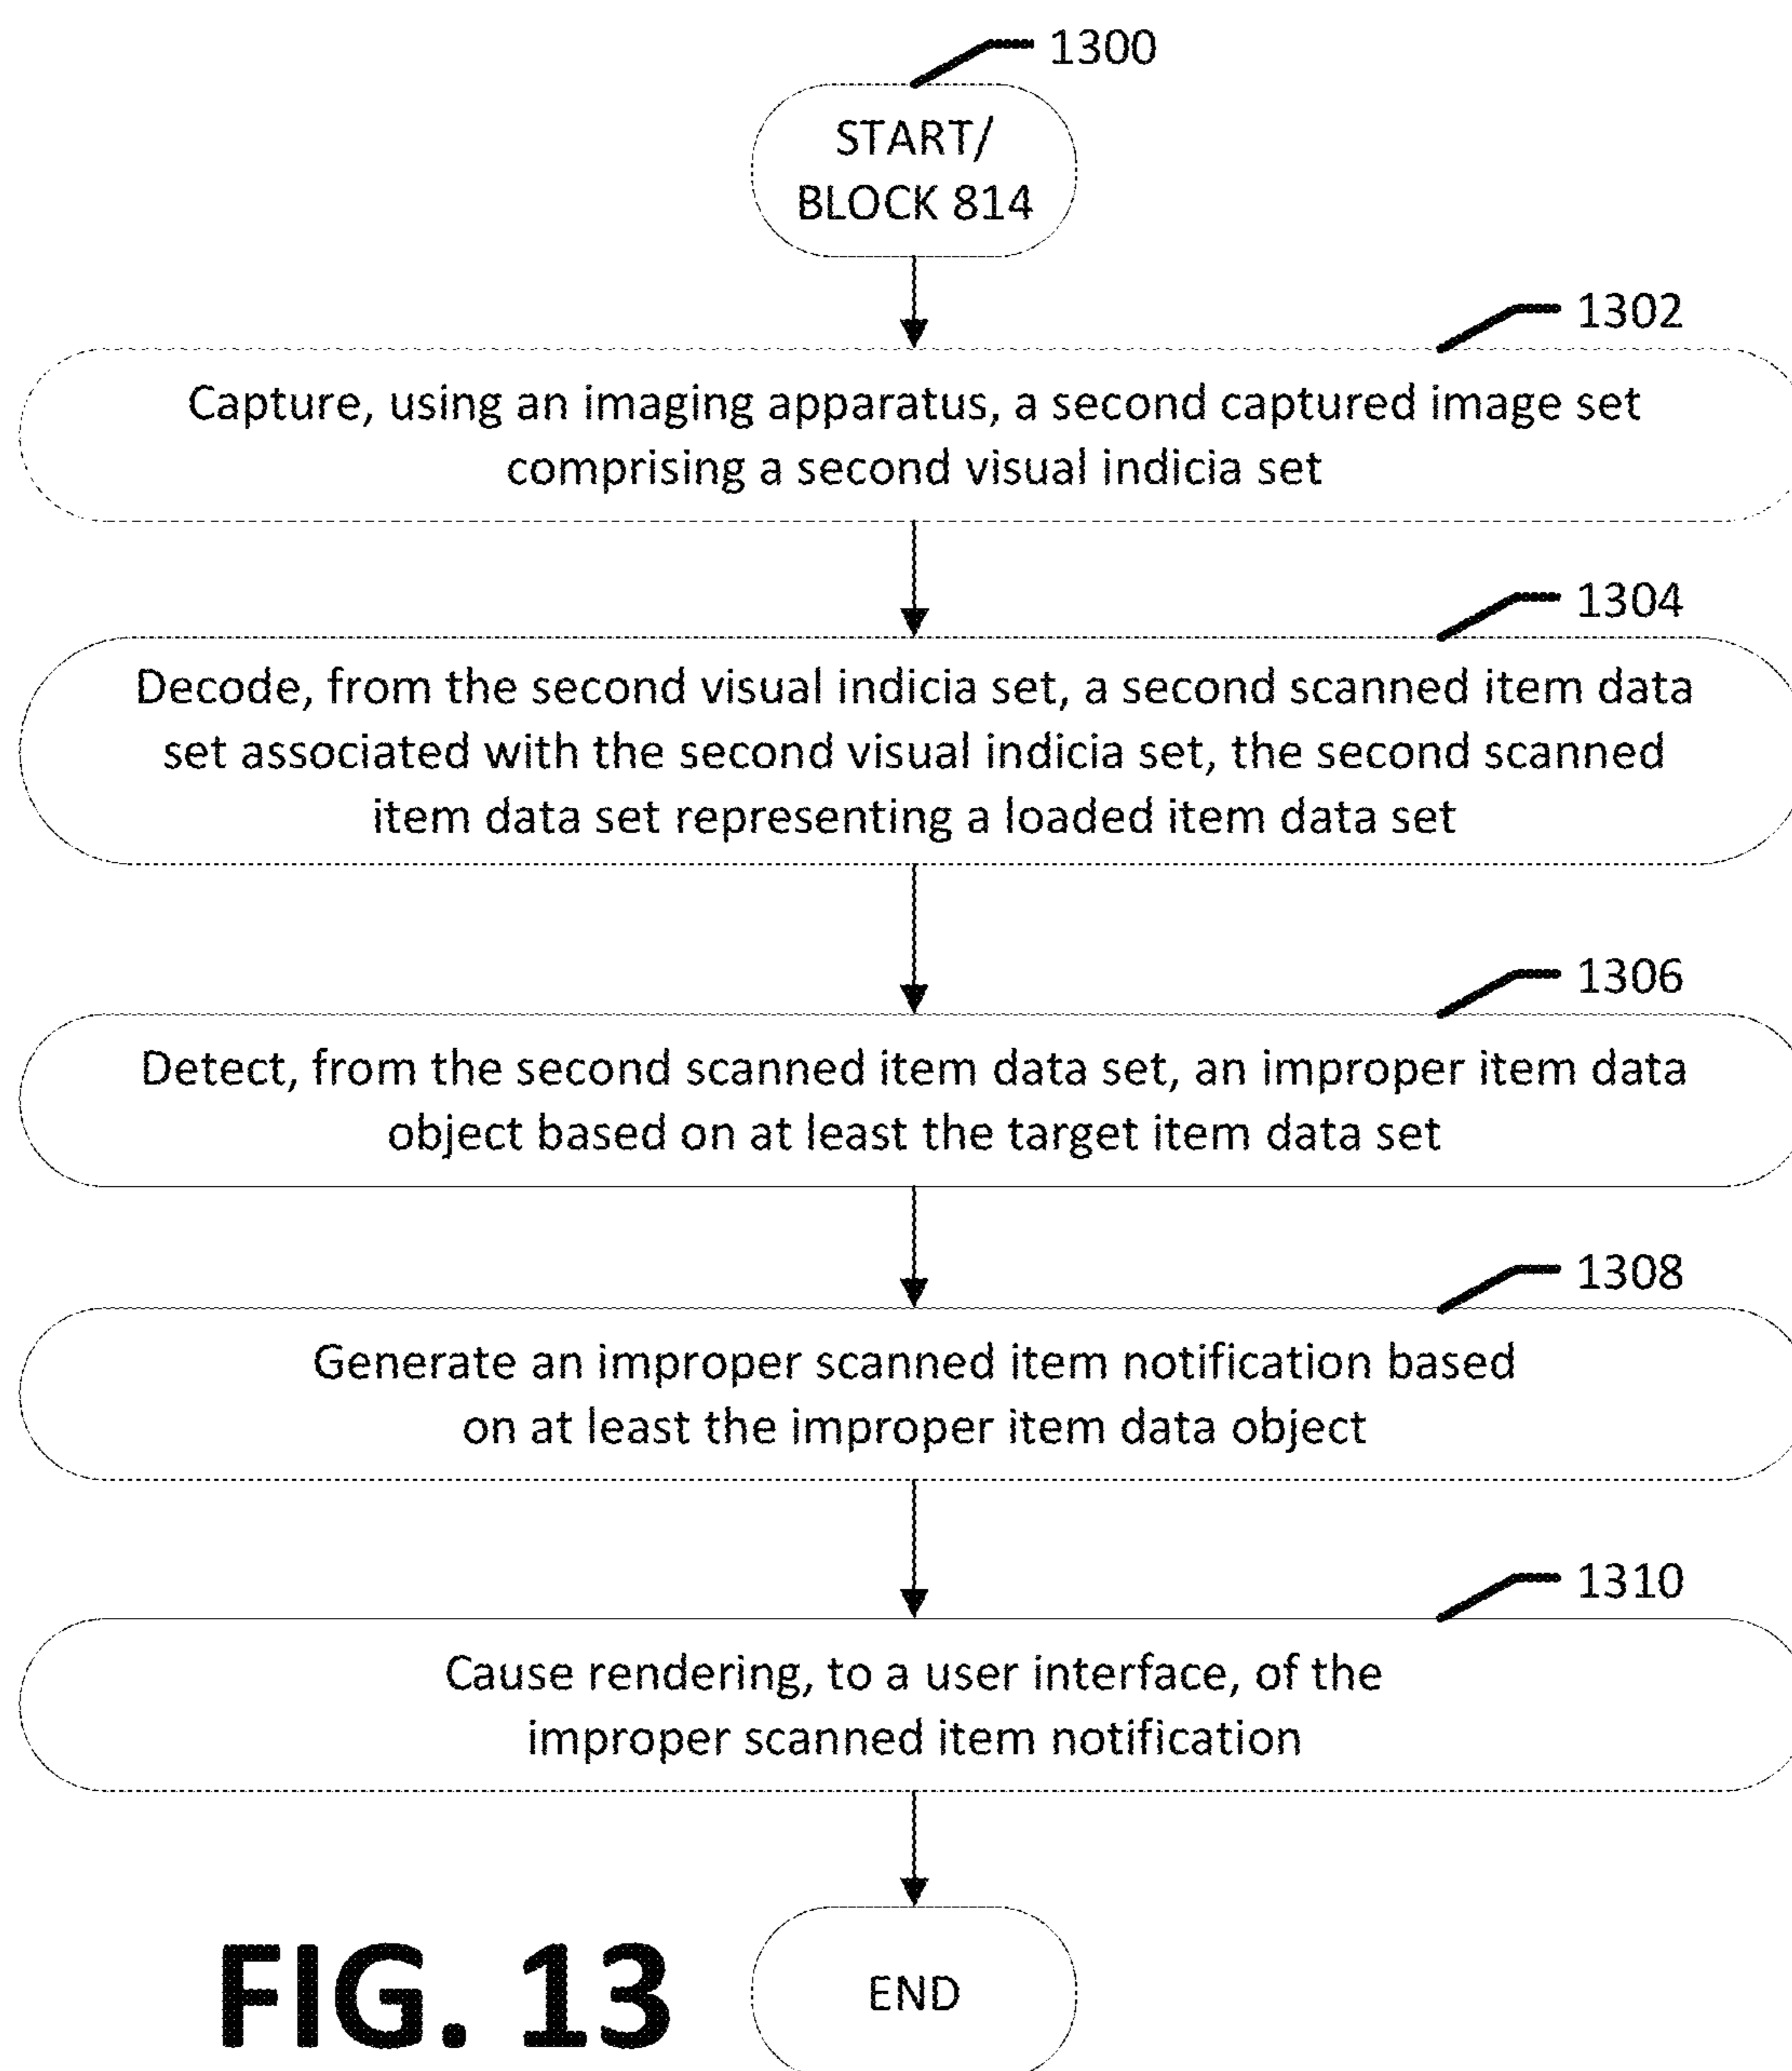 1300
START/
BLOCK 814
1302
Capture, using an imaging apparatus, a second captured image set
comprising a second visual indicia set
1304
Decode, from the second visual indicia set, a second scanned item data
set associated with the second visual indicia set, the second scanned
item data set representing a loaded item data set
1306
Detect, from the second scanned item data set, an improper item data
object based on at least the target item data set
1308
Generate an improper scanned item notification based
on at least the improper item data object
1310
Cause rendering, to a user interface, of the
improper scanned item notification
FIG. 13
END